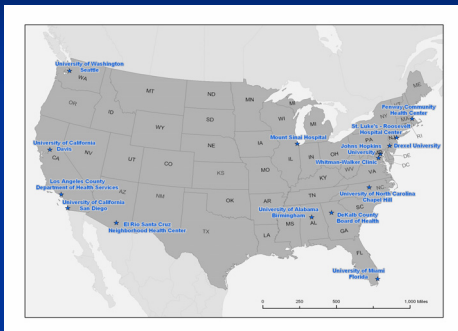 University of Washington
Seattle
WA
MT
ND
MN
OR
ID
WY
SD
WI
MI
MI
ME
Fenway Community
Health Center
St. Luke's - Roosevelt
Hospital Center
Drexel University
Mount Sinai Hospital
Johns Hopkins
University
Whitman-Walker Clinic
University of California
Davis
CA
NV
UT
CO
NE
KS
IA
IL
IN
OH
PA
MO
WV
VA
KY
DE
DC
Los Angeles County
Department of Health Services
University of California
San Diego
AZ
NM
OK
AR
TN
NC
University of North Carolina
Chapel Hill
El Rio Santa Cruz
Neighborhood Health Center
University of Alabama
Birmingham
DeKalb County
Board of Health
SC
TX
LA
MS
AL
GA
FL
University of Miami
Florida
0
250
500
1,000 Miles